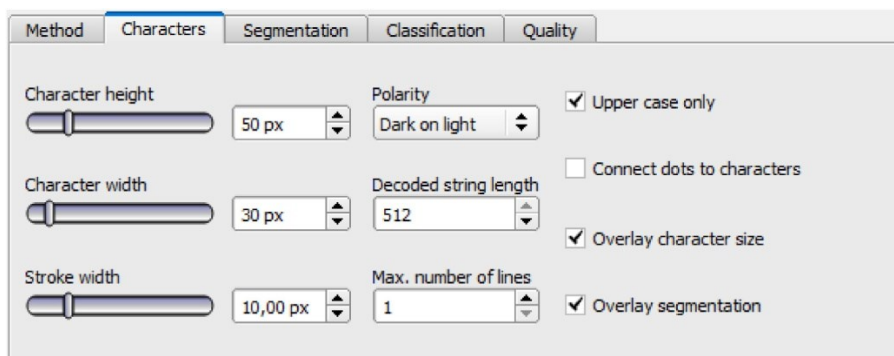 Method Characters Segmentation Classification Quality
Character height Polarity
50 px Dark on light Upper case only
Connect dots to characters
Character width Decoded string length
30 px 512
Overlay character size
Stroke width Max. number of lines
10,00 px 1 Overlay segmentation